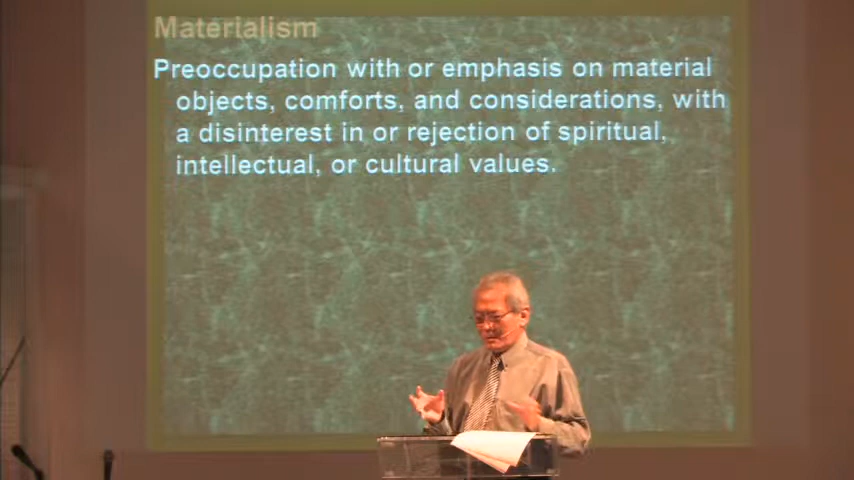 Materialism
Preoccupation with or emphasis on material
objects, comforts, and considerations, with
a disinterest in or rejection of spiritual,
intellectual, or cultural values.